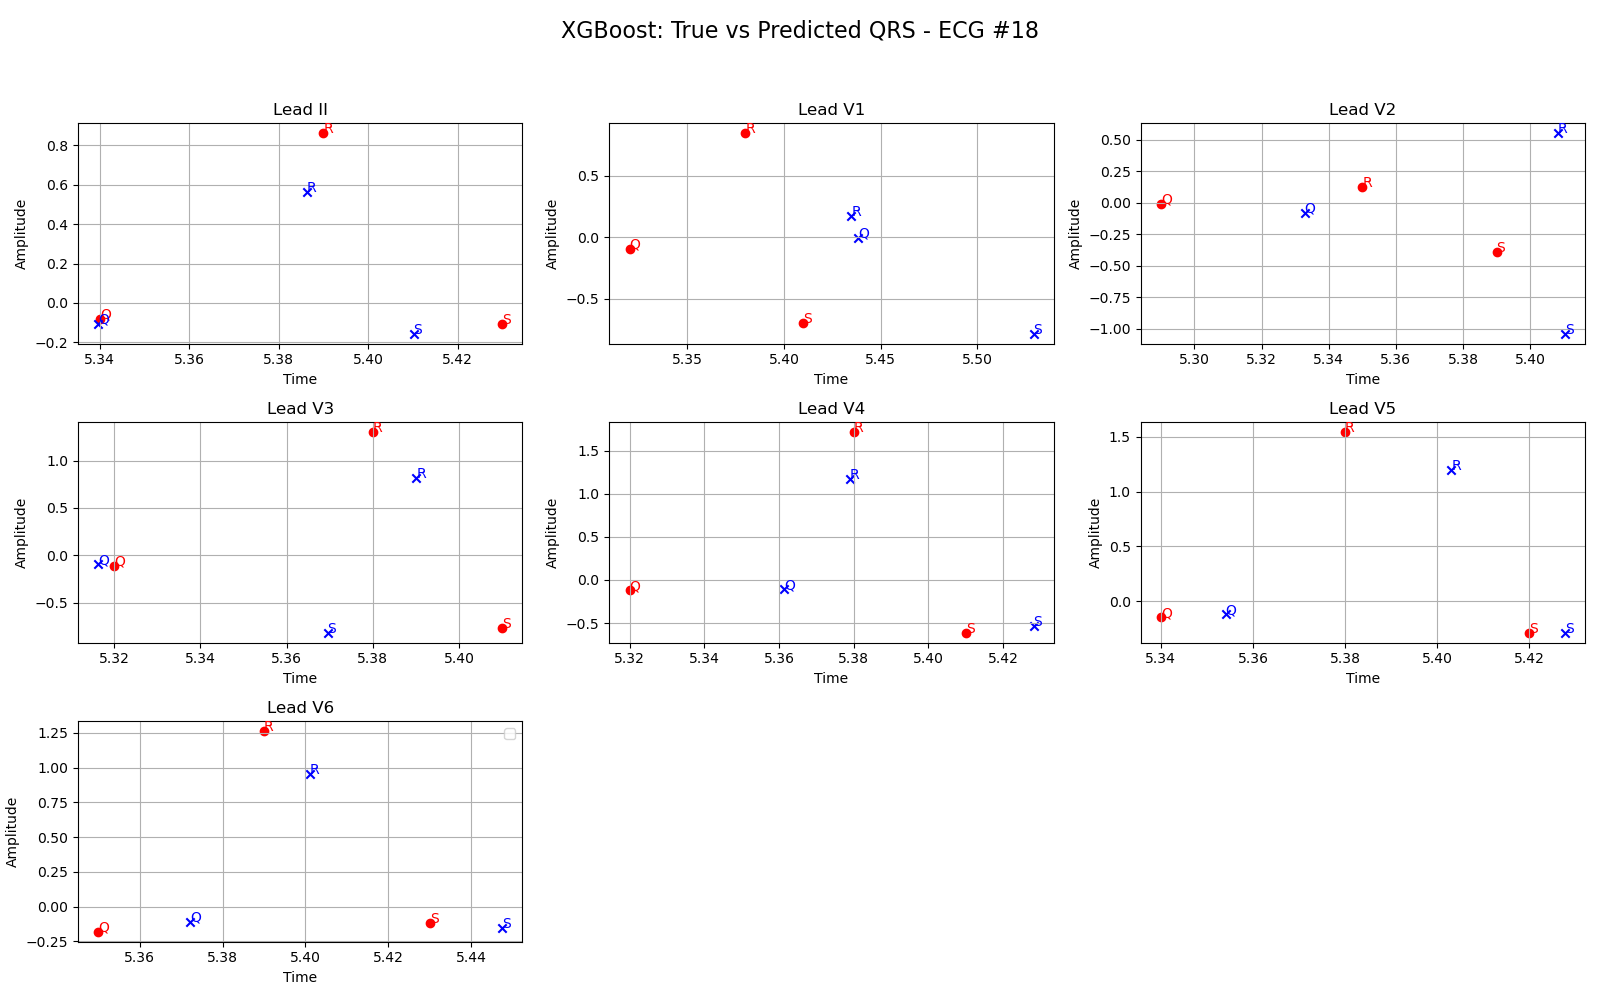 XGBoost: True vs Predicted QRS - ECG #18
Lead II
Amplitude
0.8
0.6
0.4
0.2
0.0
−0.2
R
R
Q
Q
S
S
5.34
5.36
5.38
5.40
5.42
Time
Lead V1
Amplitude
0.5
0.0
−0.5
R
R
Q
Q
S
S
5.35
5.40
5.45
5.50
Time
Lead V2
Amplitude
0.50
0.25
0.00
−0.25
−0.50
−0.75
−1.00
R
R
Q
Q
S
S
5.30
5.32
5.34
5.36
5.38
5.40
Time
Lead V3
Amplitude
1.0
0.5
0.0
−0.5
R
R
Q
Q
S
S
5.32
5.34
5.36
5.38
5.40
Time
Lead V4
Amplitude
1.5
1.0
0.5
0.0
−0.5
R
R
Q
Q
S
S
5.32
5.34
5.36
5.38
5.40
5.42
Time
Lead V5
Amplitude
1.5
1.0
0.5
0.0
R
R
Q
Q
S
S
5.34
5.36
5.38
5.40
5.42
Time
Lead V6
Amplitude
1.25
1.00
0.75
0.50
0.25
0.00
−0.25
R
R
Q
Q
S
S
5.36
5.38
5.40
5.42
5.44
Time